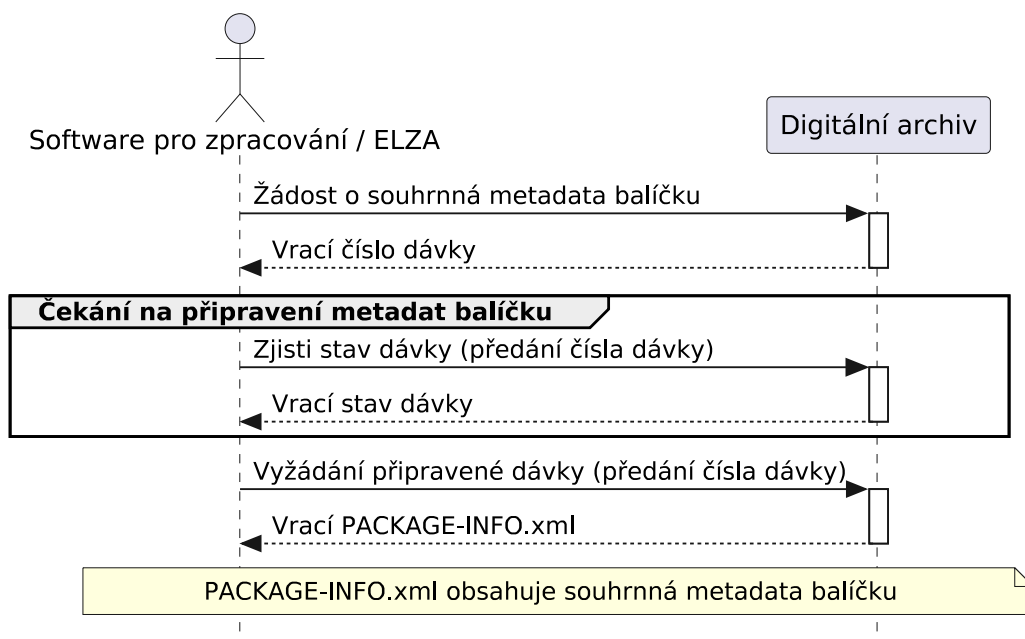 Software pro zpracování / ELZA
Digitální archiv
Žádost o souhrnná metadata balíčku
Vrací číslo dávky
Čekání na připravení metadat balíčku
Zjisti stav dávky (předání čísla dávky)
Vrací stav dávky
Vyžádání připravené dávky (předání čísla dávky)
Vrací PACKAGE-INFO.xml
PACKAGE-INFO.xml obsahuje souhrnná metadata balíčku